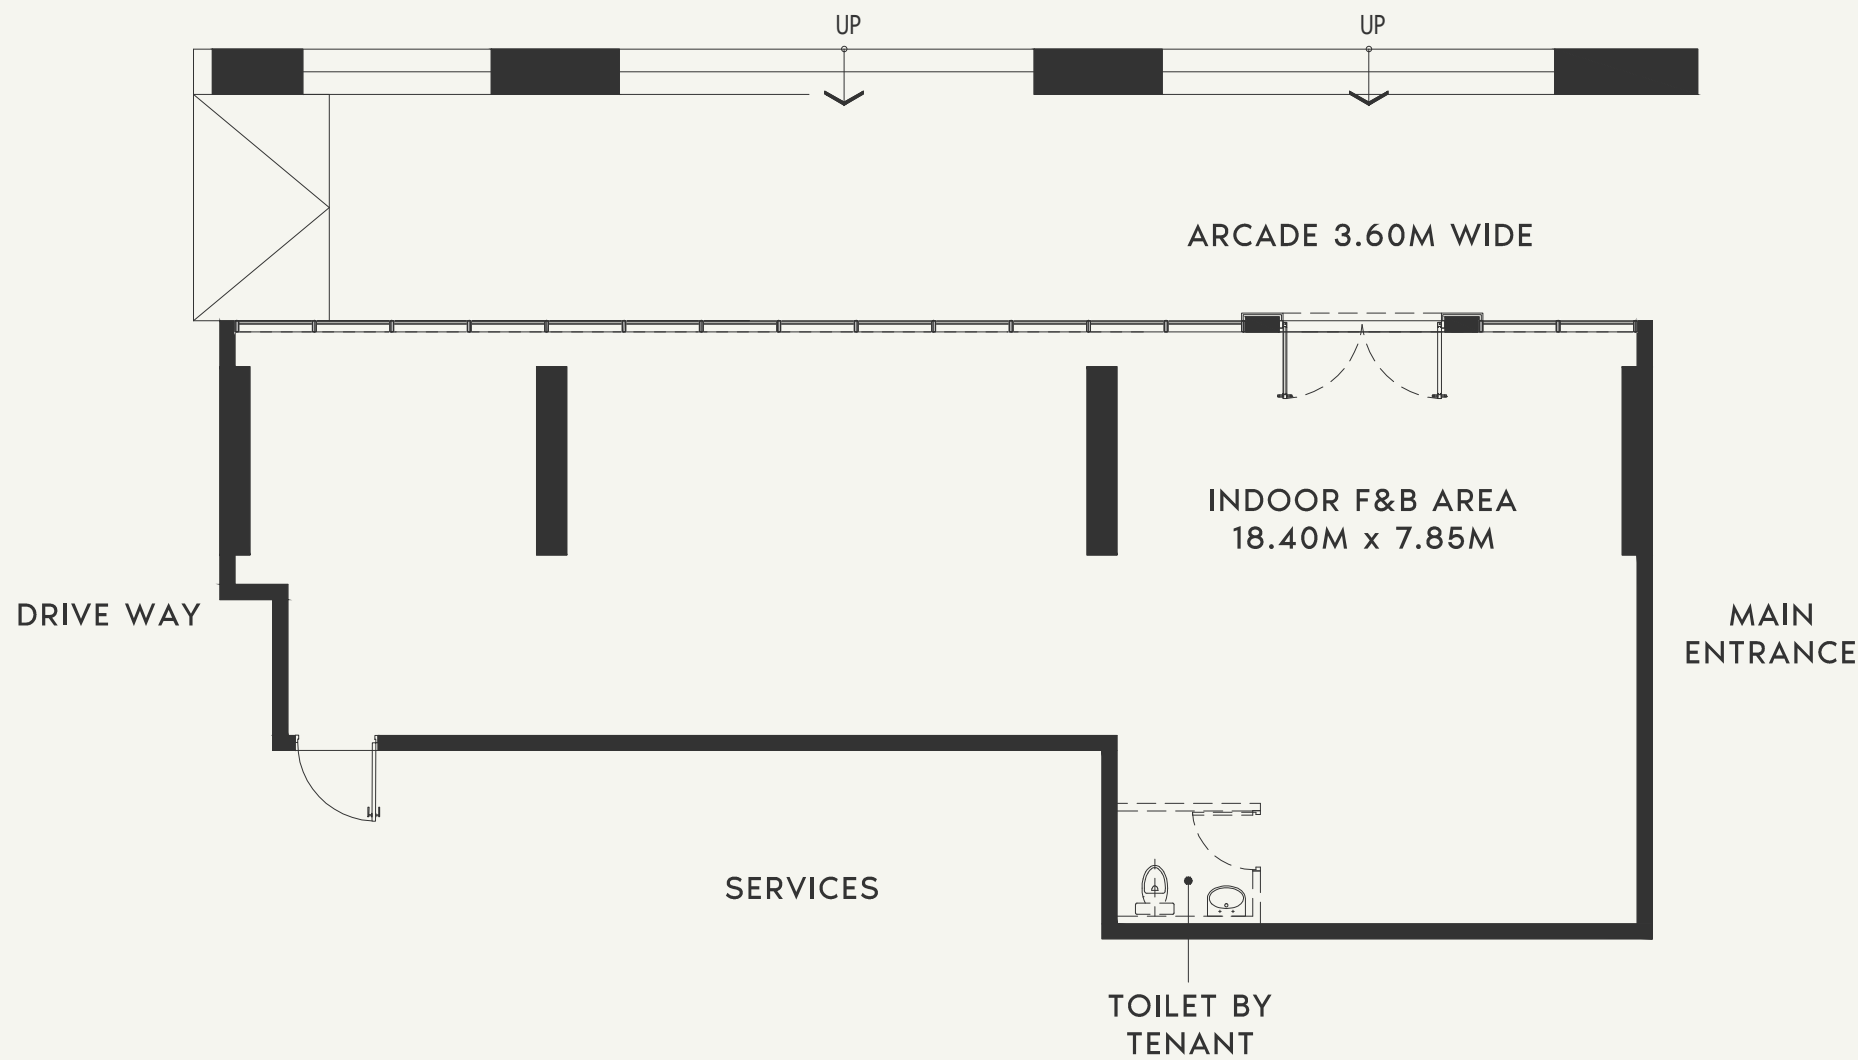 UP
UP
ARCADE 3.60M WIDE
INDOOR F&B AREA
18.40M x 7.85M
DRIVE WAY
MAIN
ENTRANCE
SERVICES
TOILET BY
TENANT